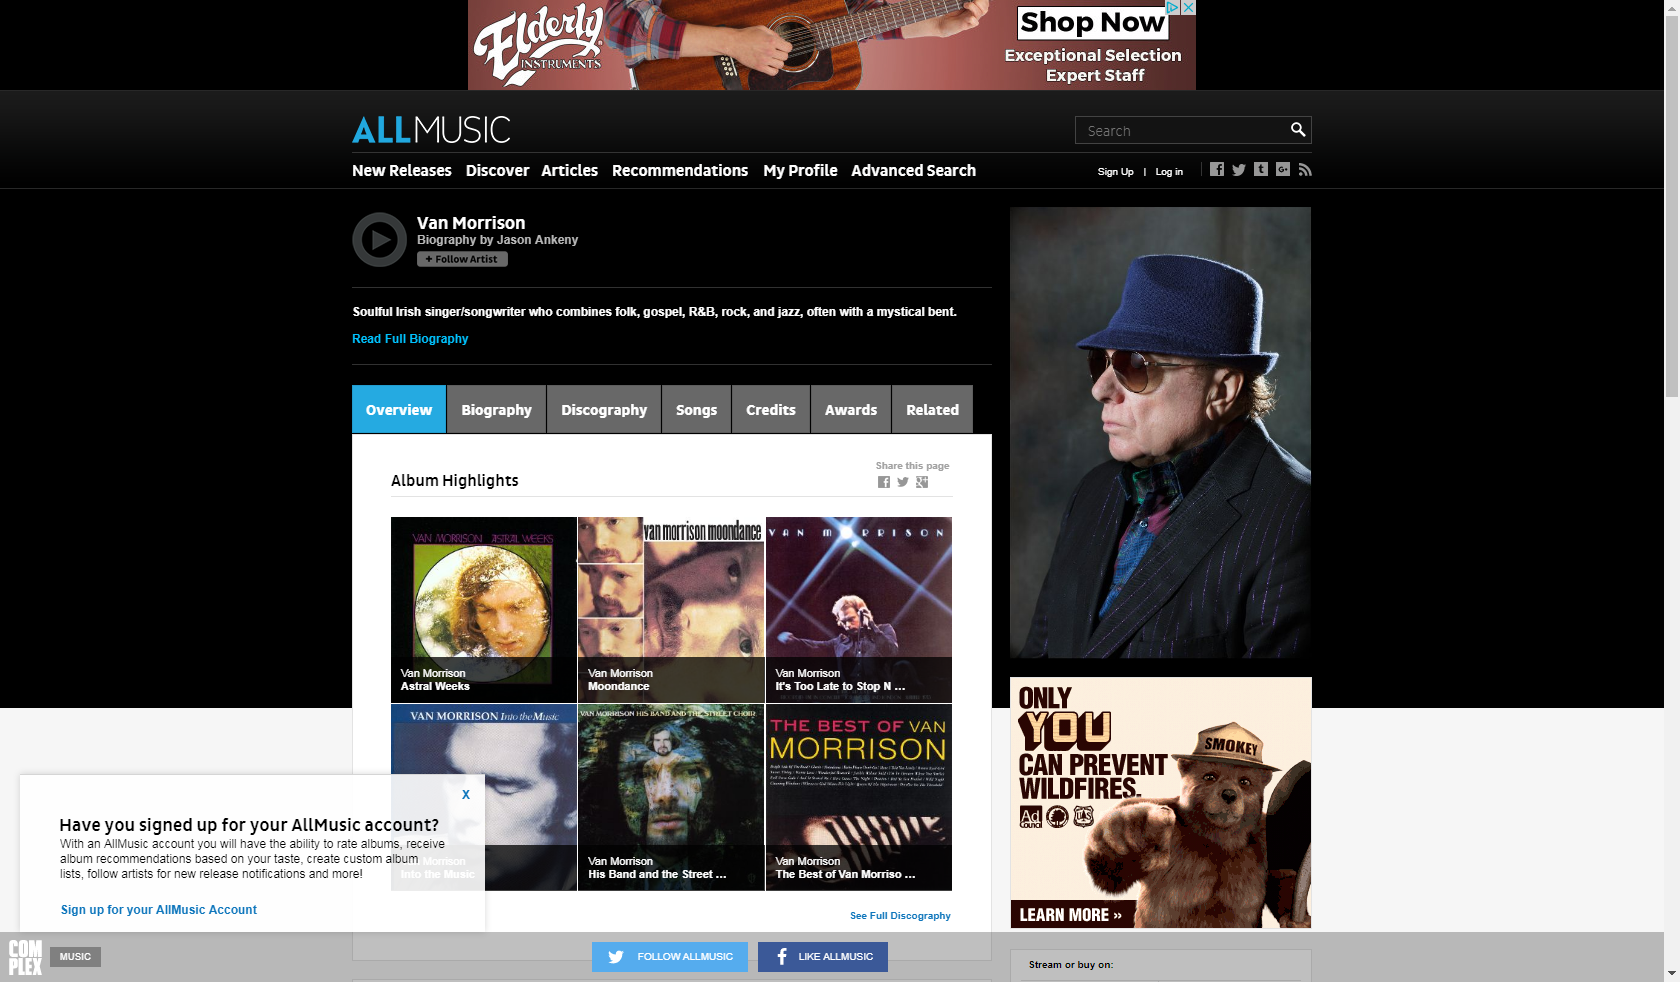 Elderly
INSTRUMENTS
Shop Now
Exceptional Selection
Expert Staff
ALLMUSIC
Search
New Releases Discover Articles Recommendations My Profile Advanced Search
Sign Up | Log in
Van Morrison
Biography by Jason Ankeny
+ Follow Artist
Soulful Irish singer/songwriter who combines folk, gospel, R&B, rock, and jazz, often with a mystical bent.
Read Full Biography
Overview Biography Discography Songs Credits Awards Related
Share this page
Album Highlights
VAN MORRISON ASTRAL WEEKS
van morrison moondance
VAN MORRISON
Van Morrison
Astral Weeks
Van Morrison
Moondance
Van Morrison
It's Too Late to Stop N ...
VAN MORRISON Into the Music
VAN MORRISON HIS BAND AND THE STREET CHOIR
THE BEST OF VAN
MORRISON
Van Morrison
Into the Music
Van Morrison
His Band and the Street ...
Van Morrison
The Best of Van Morriso ...
See Full Discography
X
Have you signed up for your AllMusic account?
With an AllMusic account you will have the ability to rate albums, receive
album recommendations based on your taste, create custom album
lists, follow artists for new release notifications and more!
Sign up for your AllMusic Account
ONLY
YOU
CAN PREVENT
WILDFIRES.
SMOKEY
Ad
Council
LEARN MORE »
COM
PLEX
MUSIC
FOLLOW ALLMUSIC
LIKE ALLMUSIC
Stream or buy on: